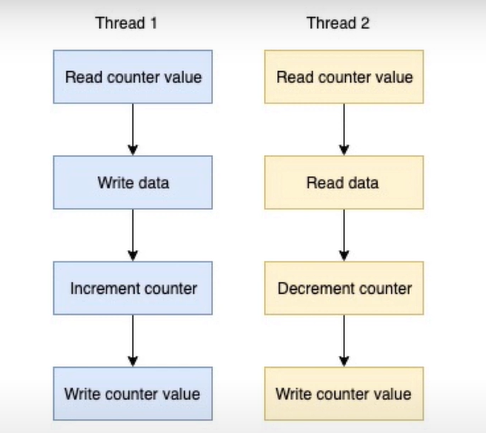 Thread 1
Read counter value
Write data
Increment counter
Write counter value
Thread 2
Read counter value
Read data
Decrement counter
Write counter value